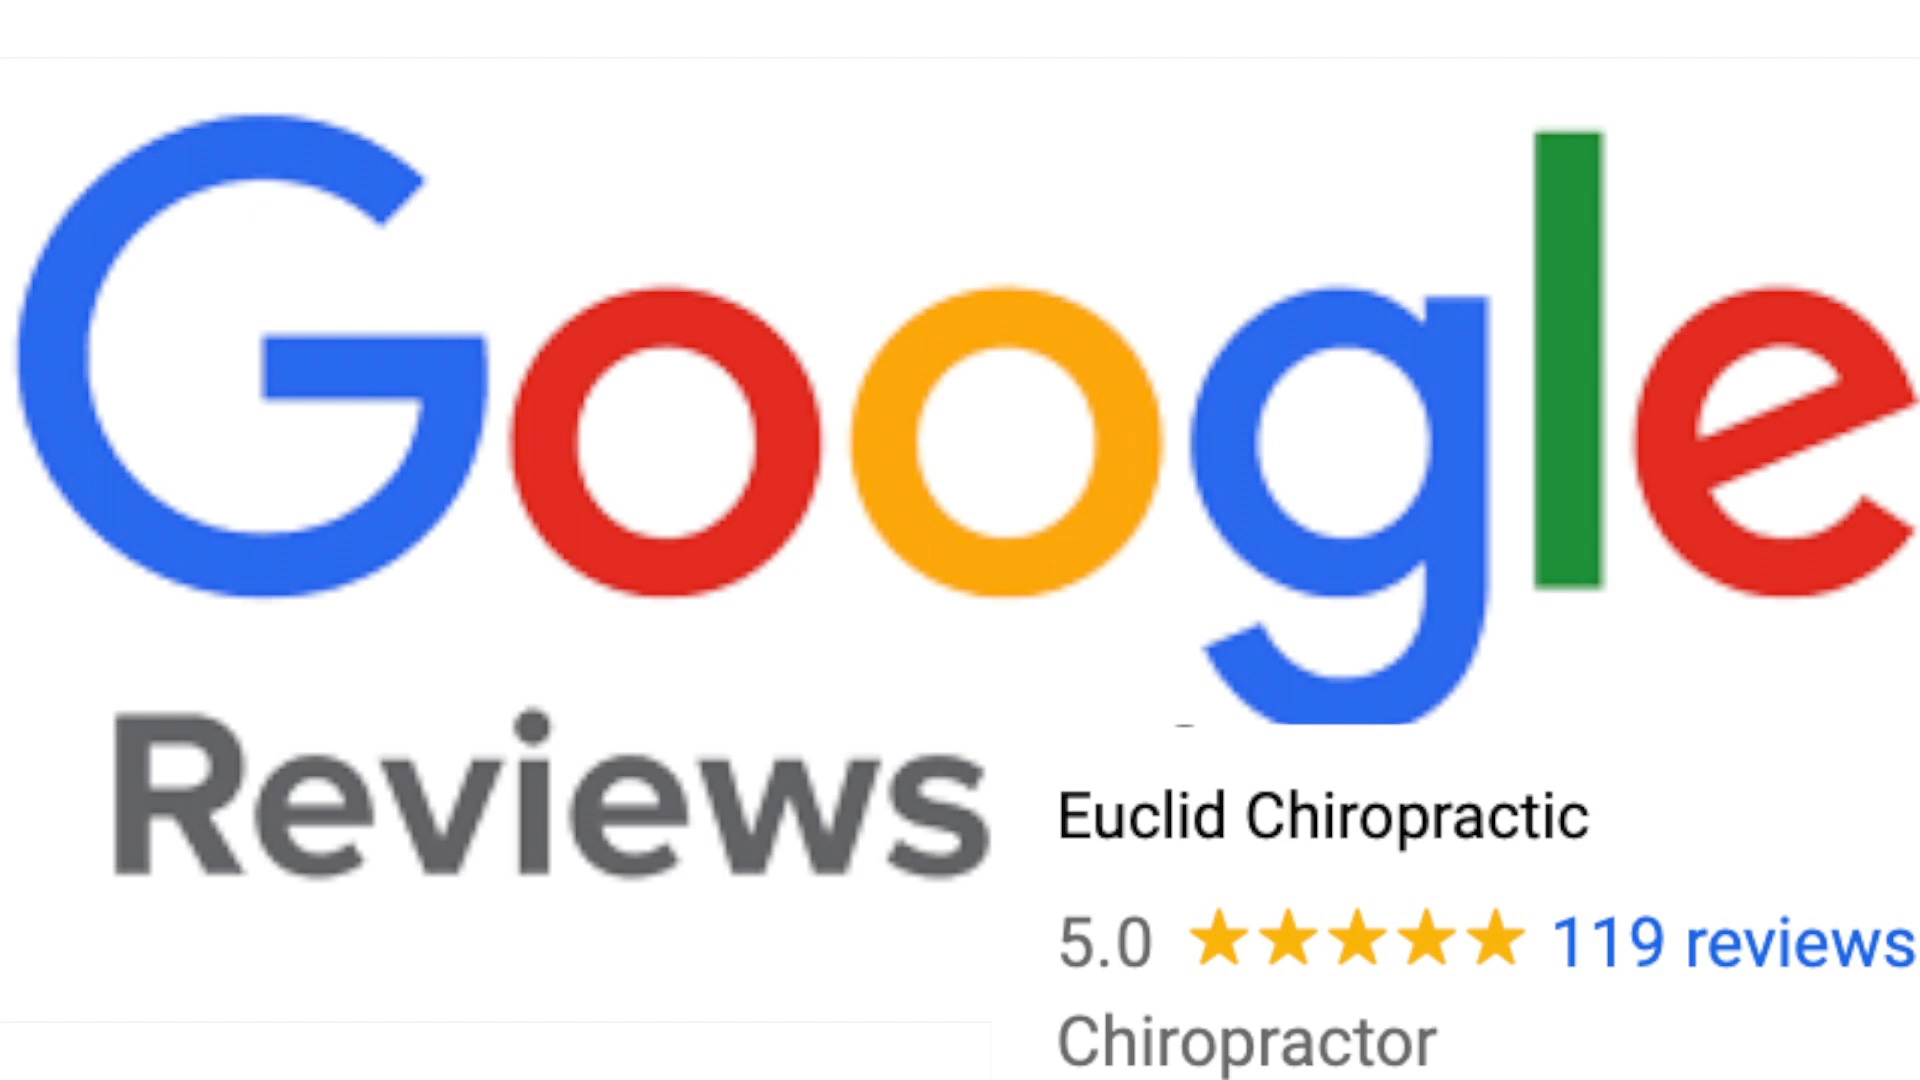 Google
Reviews
Euclid Chiropractic
5.0 ★★★★★ 119 reviews
Chiropractor